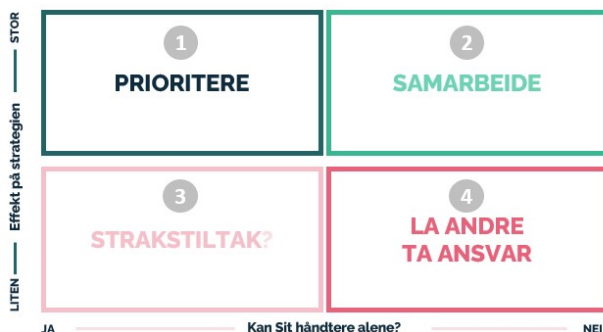 STOR
Effekt på strategien
LITEN
1
PRIORITERE
2
SAMARBEIDE
3
STRAKSTILTAK?
4
LA ANDRE
TA ANSVAR
JA
Kan Sit håndtere alene?
NEI